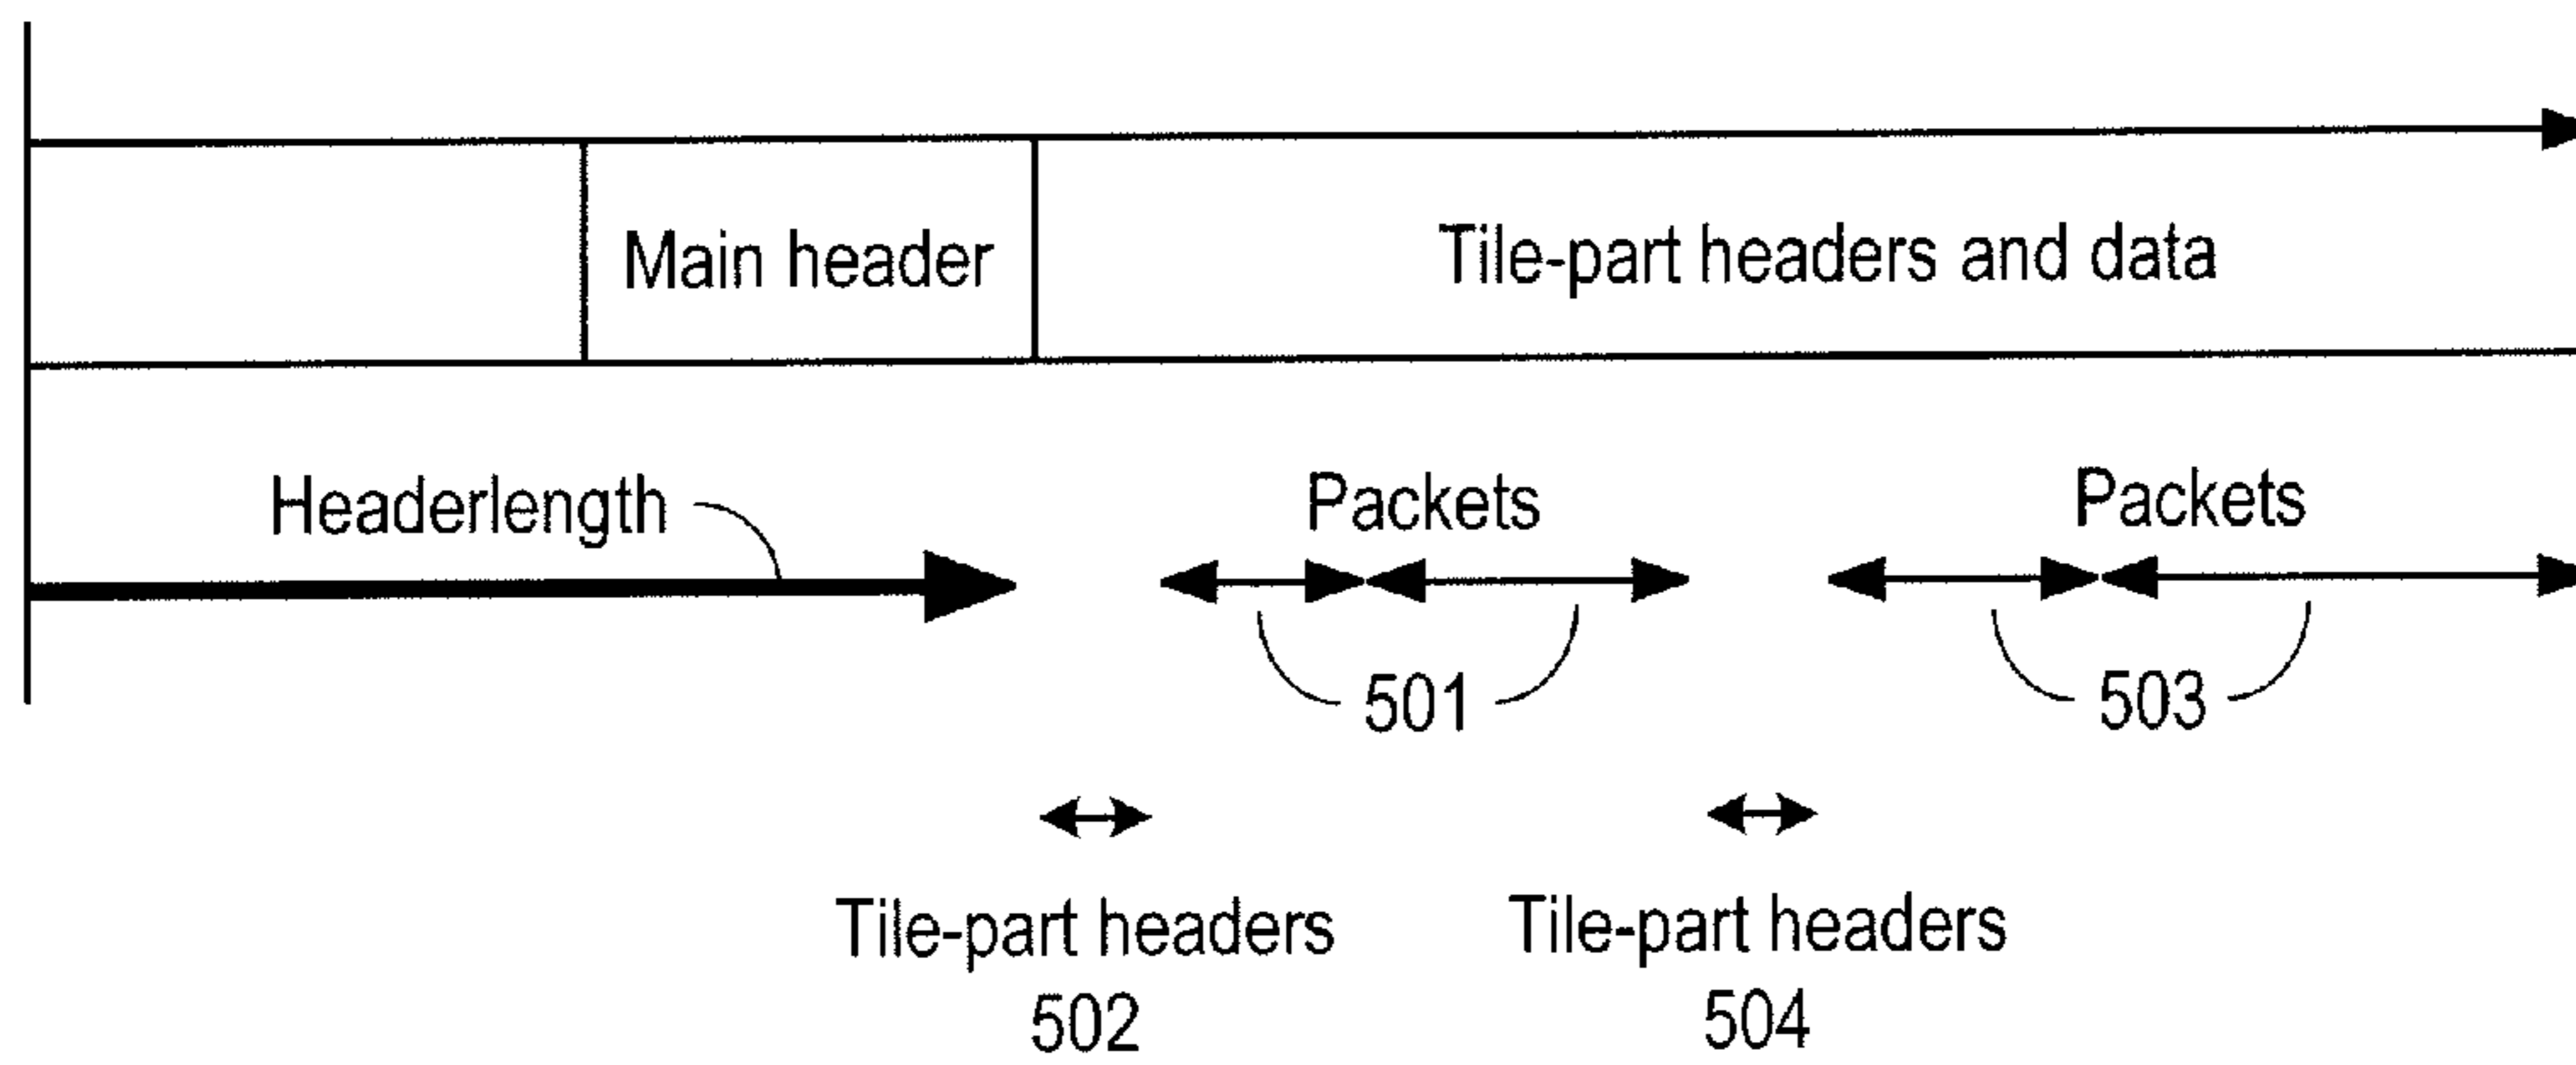 Main header
Tile-part headers and data
Headerlength
Packets
Packets
501
503
Tile-part headers
502
Tile-part headers
504